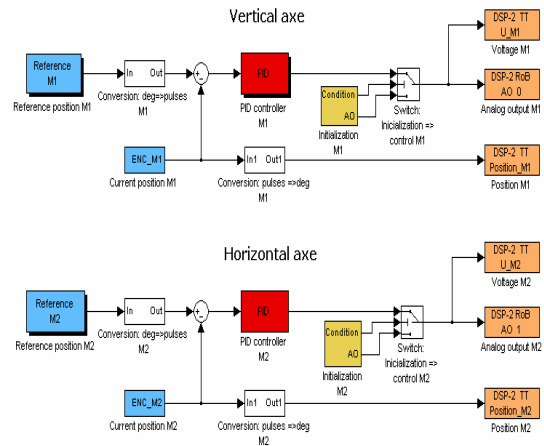 Vertical axe
DSP-2 TT
U_M1
Voltage M1
Reference
M1
Reference position M1
In Out
Conversion: deg=>pulses
M1
+
-
PID
PID controller
M1
Condition
AO
Initialization
M1
Switch:
Inicialization =>
control M1
DSP-2 RoB
AO 0
Analog output M1
ENC_M1
Current position M1
In1 Out1
Conversion: pulses =>deg
M1
DSP-2 TT
Position_M1
Position M1
Horizontal axe
DSP-2 TT
U_M2
Voltage M2
Reference
M2
Reference position M2
In Out
Conversion: deg=>pulses
M2
+
-
PID
PID controller
M2
Condition
AO
Initialization
M2
Switch:
Inicialization =>
control M2
DSP-2 RoB
AO 1
Analog output M2
ENC_M2
Current position M2
In1 Out1
Conversion: pulses =>deg
M2
DSP-2 TT
Position_M2
Position M2